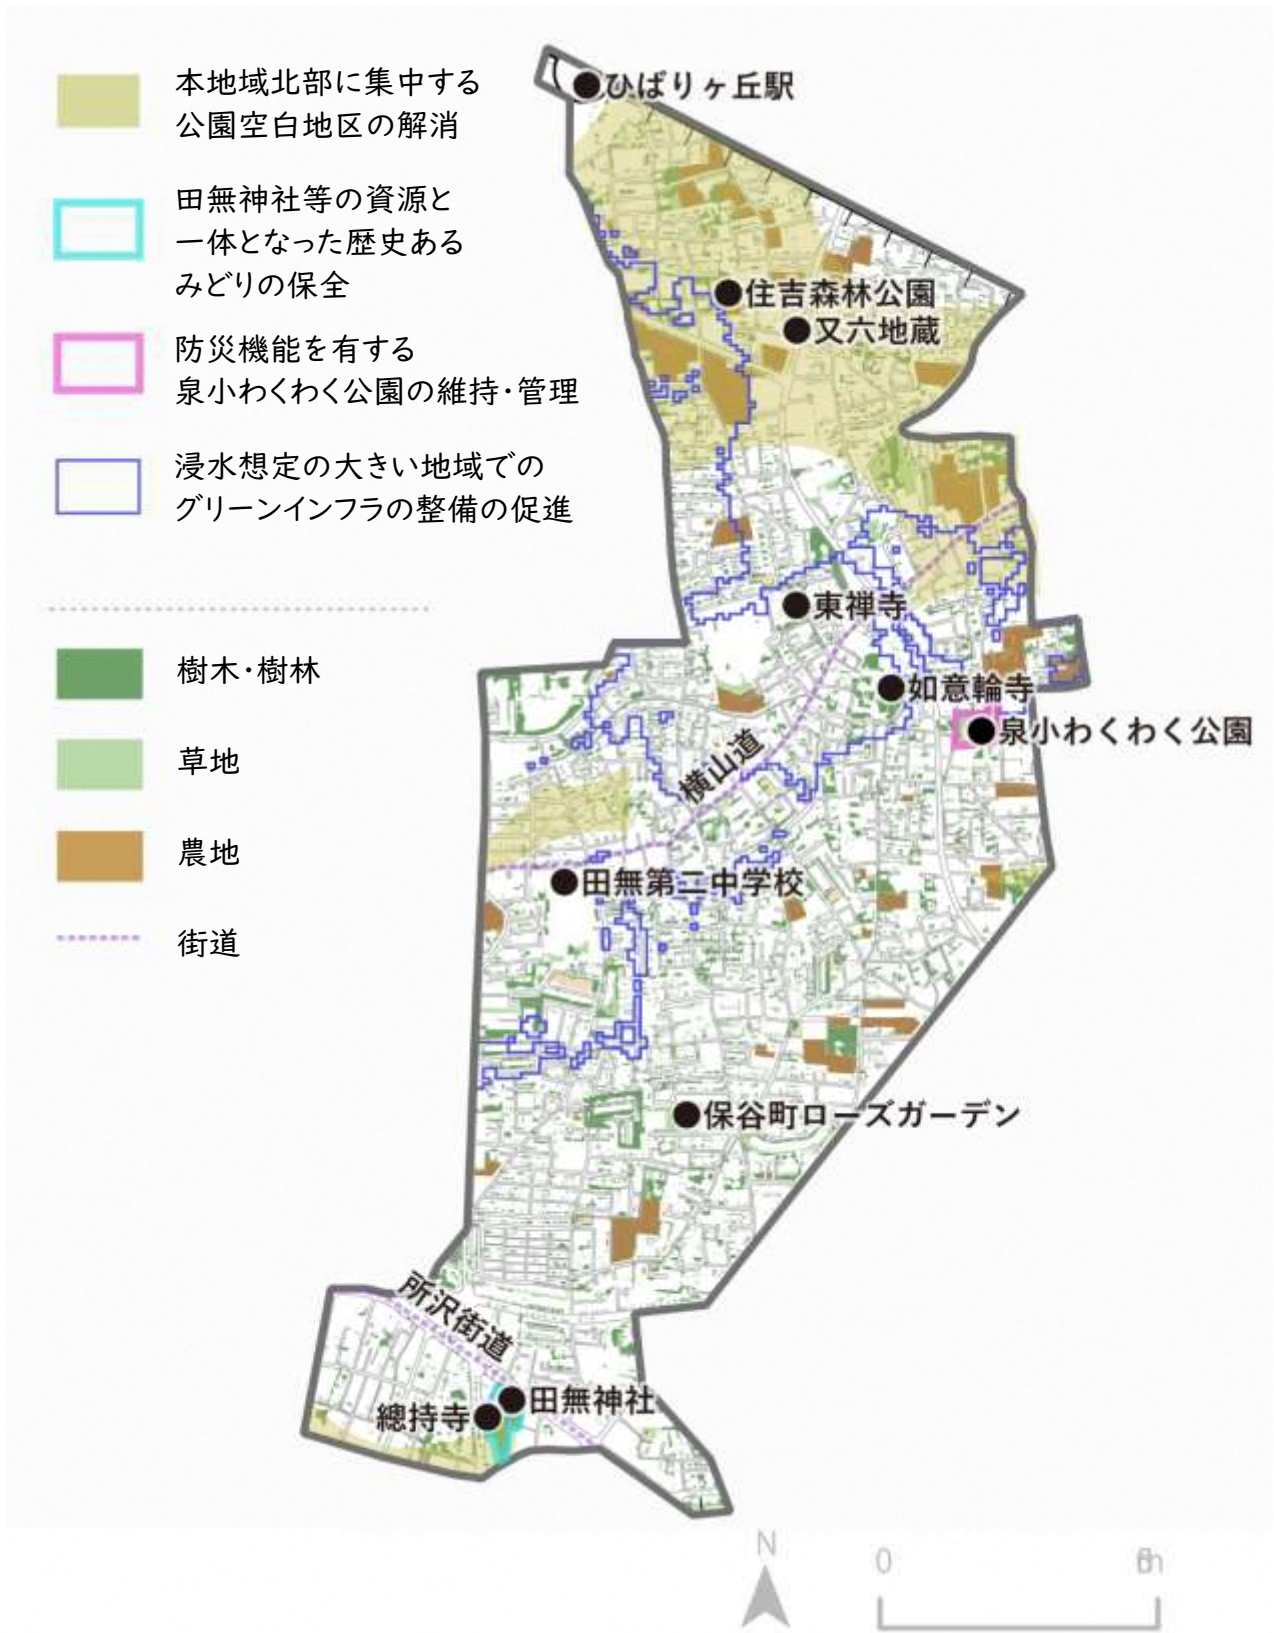 本地域北部に集中する
公園空白地区の解消
田無神社等の資源と
一体となった歴史ある
みどりの保全
防災機能を有する
泉小わくわく公園の維持・管理
浸水想定の大きい地域での
グリーンインフラの整備の促進
樹木・樹林
草地
農地
街道
ひばりヶ丘駅
住吉森林公園
又六地蔵
東禅寺
如意輪寺
泉小わくわく公園
横山道
田無第二中学校
保谷町ローズガーデン
所沢街道
田無神社
總持寺
N
0